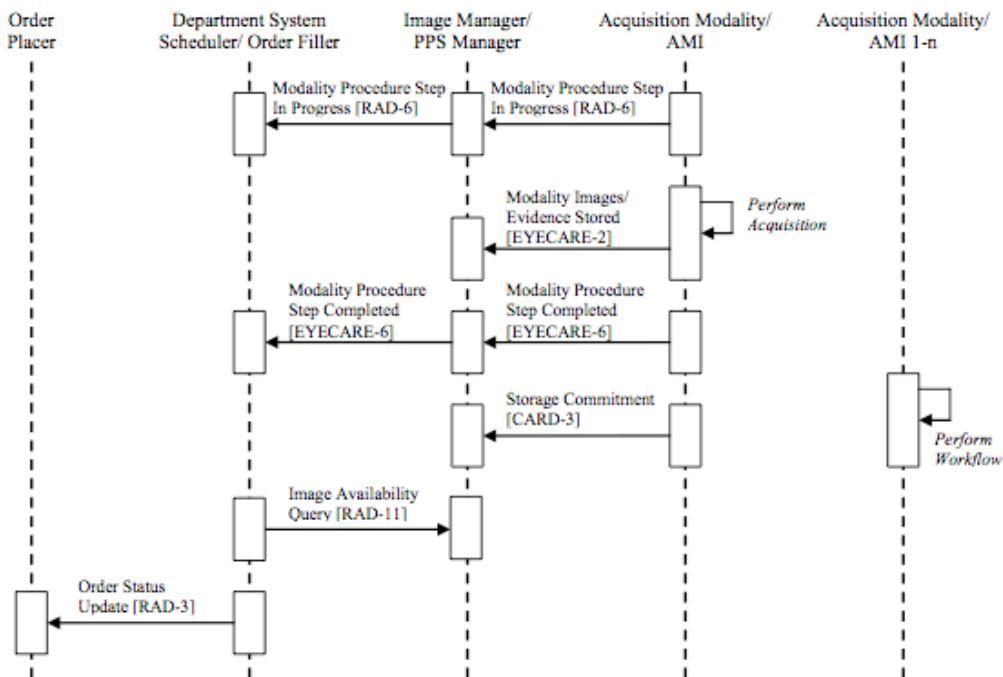 Order
Placer
Department System
Scheduler/ Order Filler
Image Manager/
PPS Manager
Acquisition Modality/
AMI
Acquisition Modality/
AMI 1-n
Modality Procedure Step
In Progress [RAD-6]
Modality Procedure Step
In Progress [RAD-6]
Modality Images/
Evidence Stored
[EYECARE-2]
Perform
Acquisition
Modality Procedure
Step Completed
[EYECARE-6]
Modality Procedure
Step Completed
[EYECARE-6]
Storage Commitment
[CARD-3]
Perform
Workflow
Image Availability
Query [RAD-11]
Order Status
Update [RAD-3]